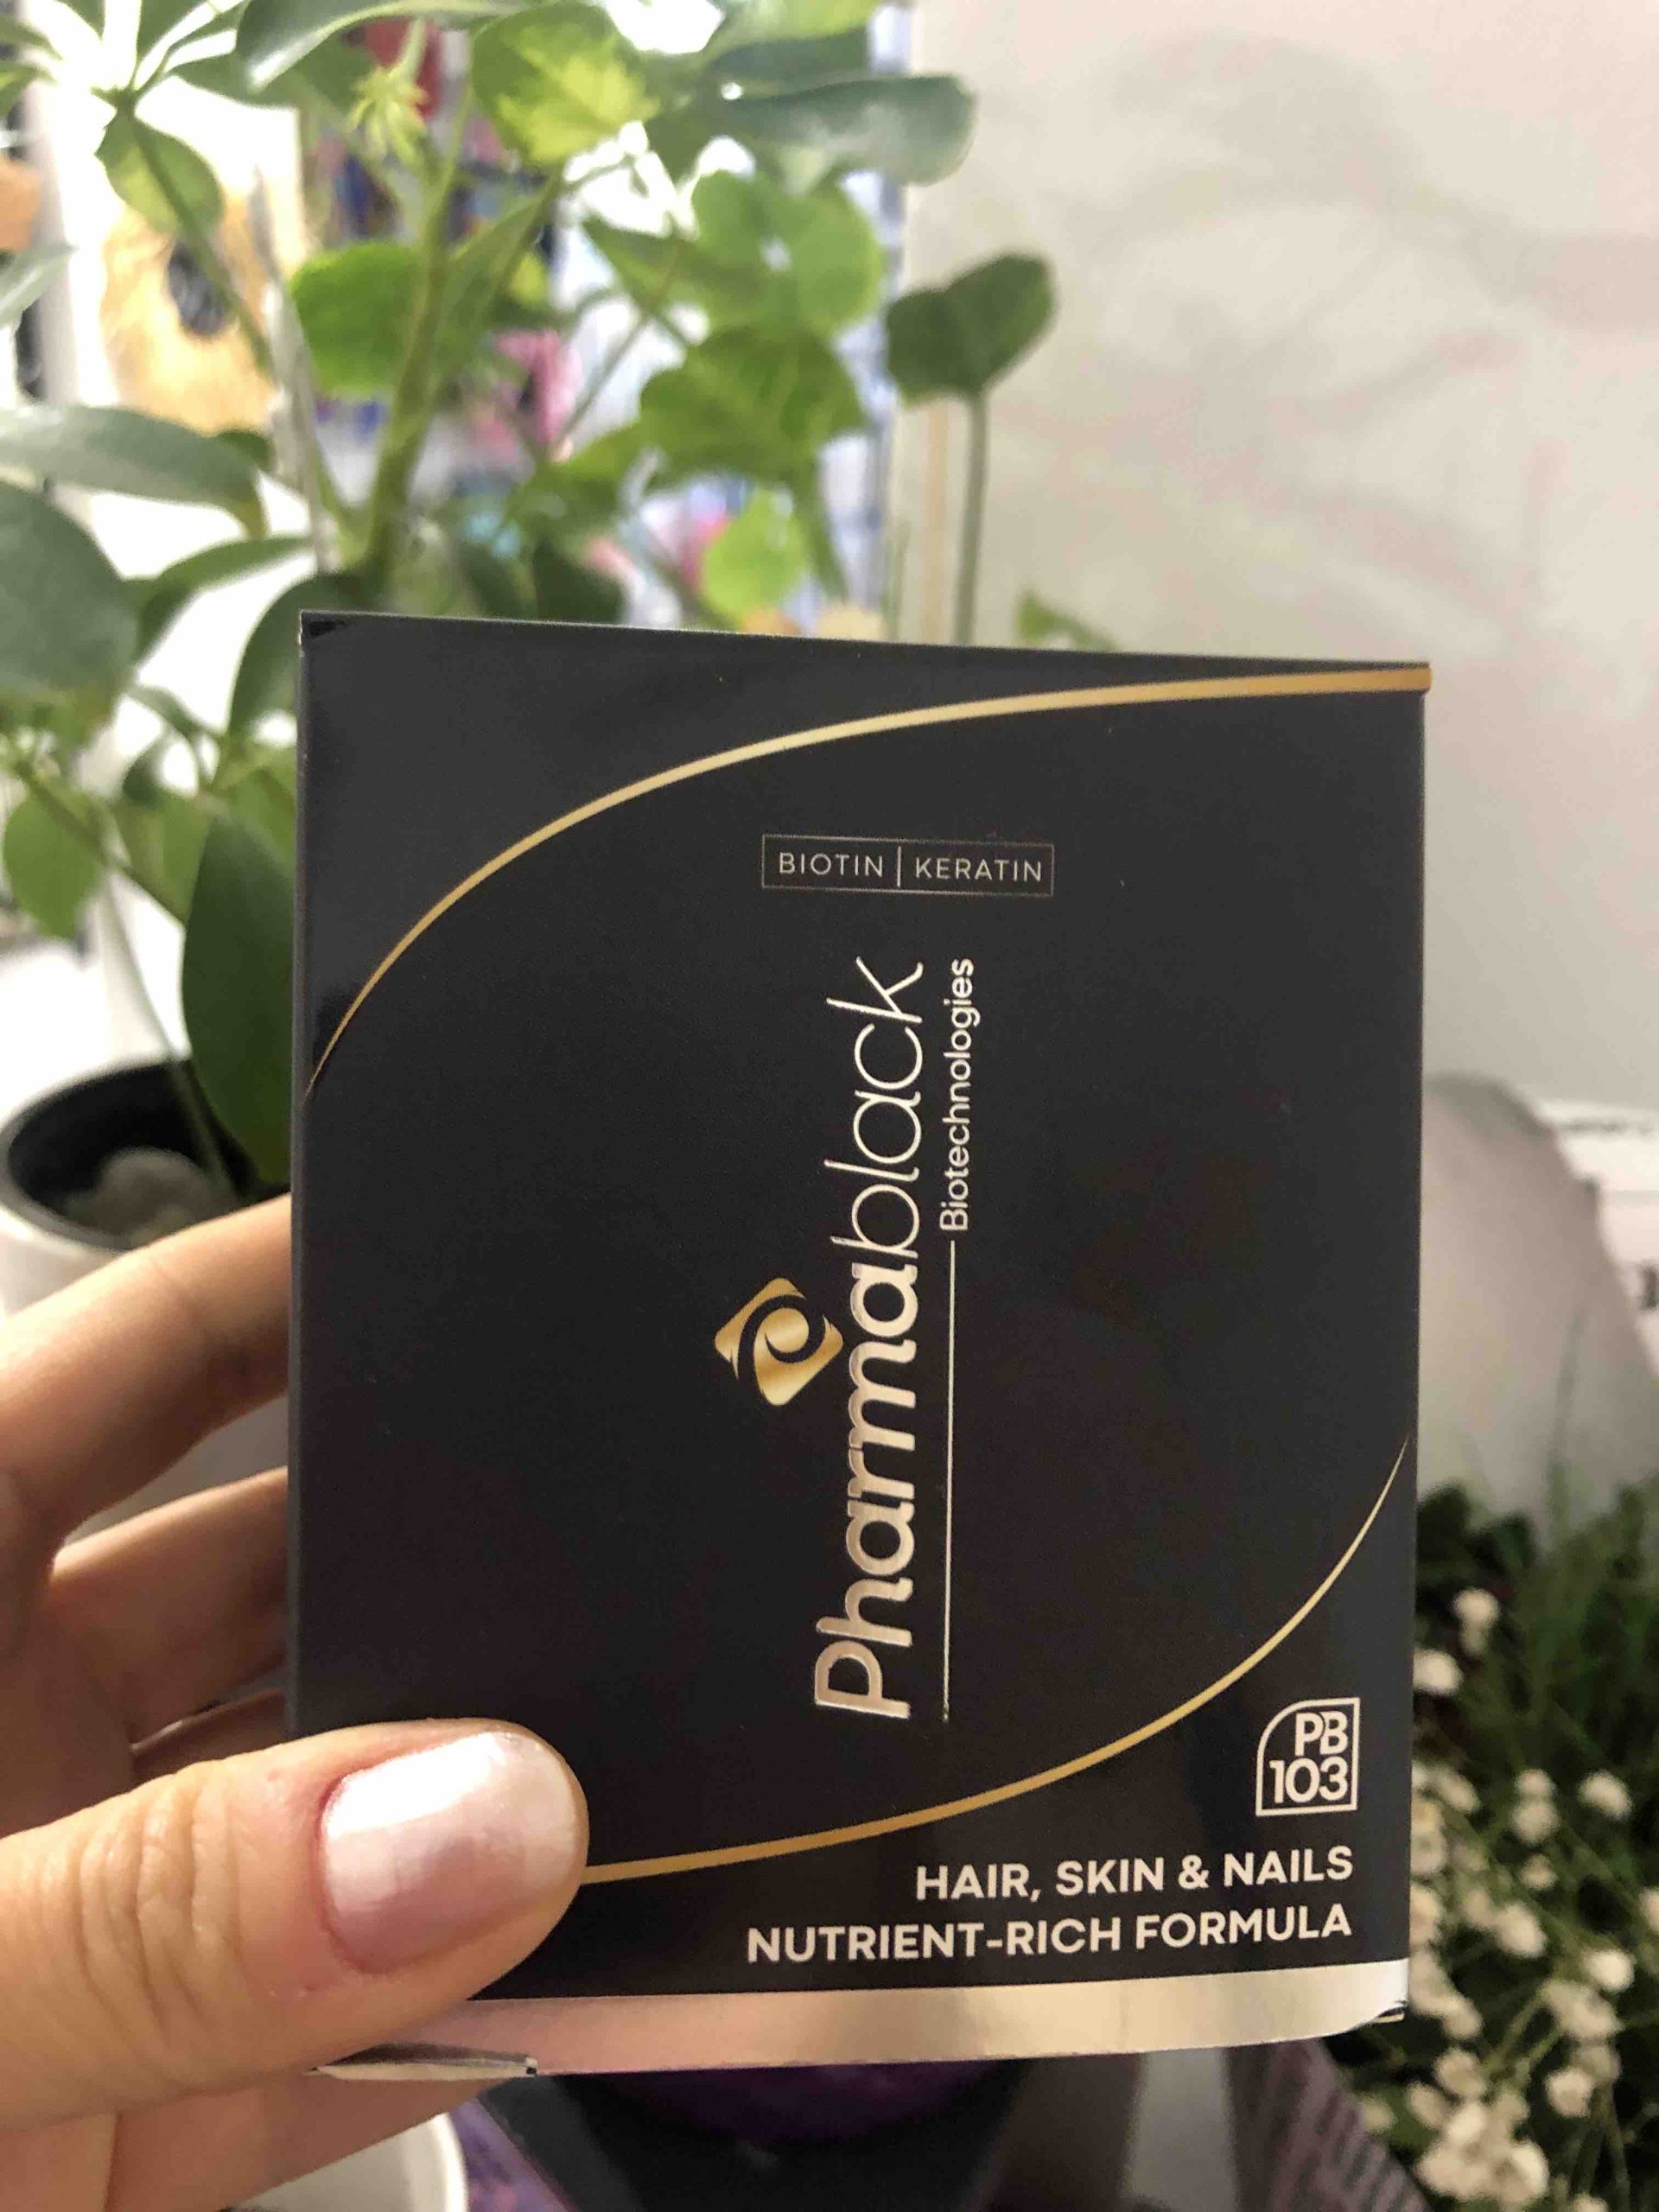 BIOTIN | KERATIN
Pharmablack
Biotechnologies
PB
103
HAIR, SKIN & NAILS
NUTRIENT-RICH FORMULA